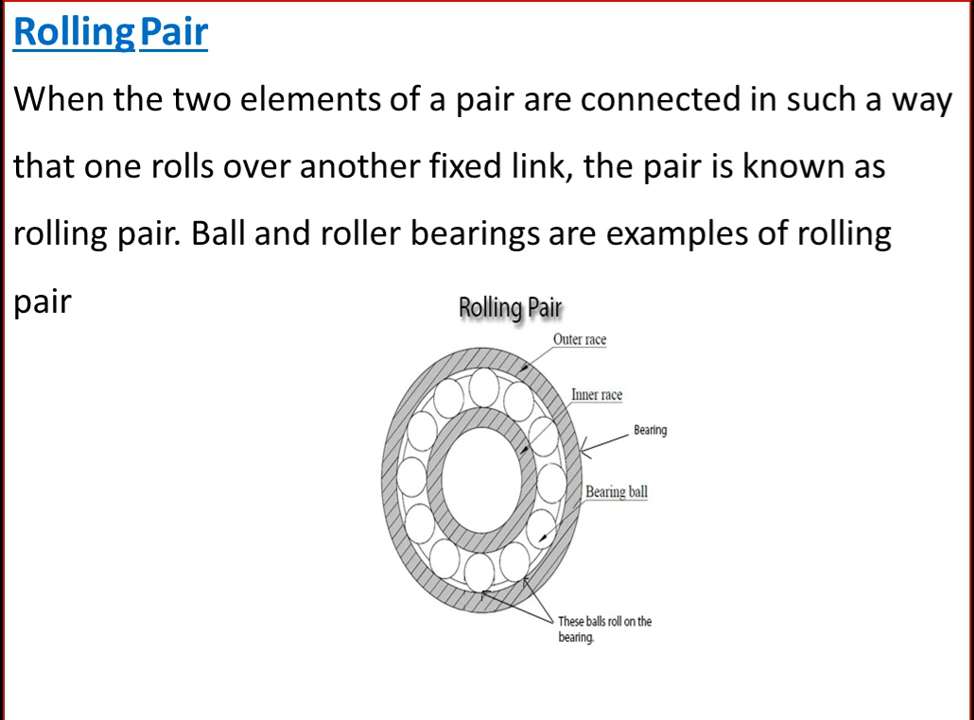 Rolling Pair
When the two elements of a pair are connected in such a way
that one rolls over another fixed link, the pair is known as
rolling pair. Ball and roller bearings are examples of rolling
pair
Rolling Pair
Outer race
Inner race
Bearing
Bearing ball
These balls roll on the
bearing.